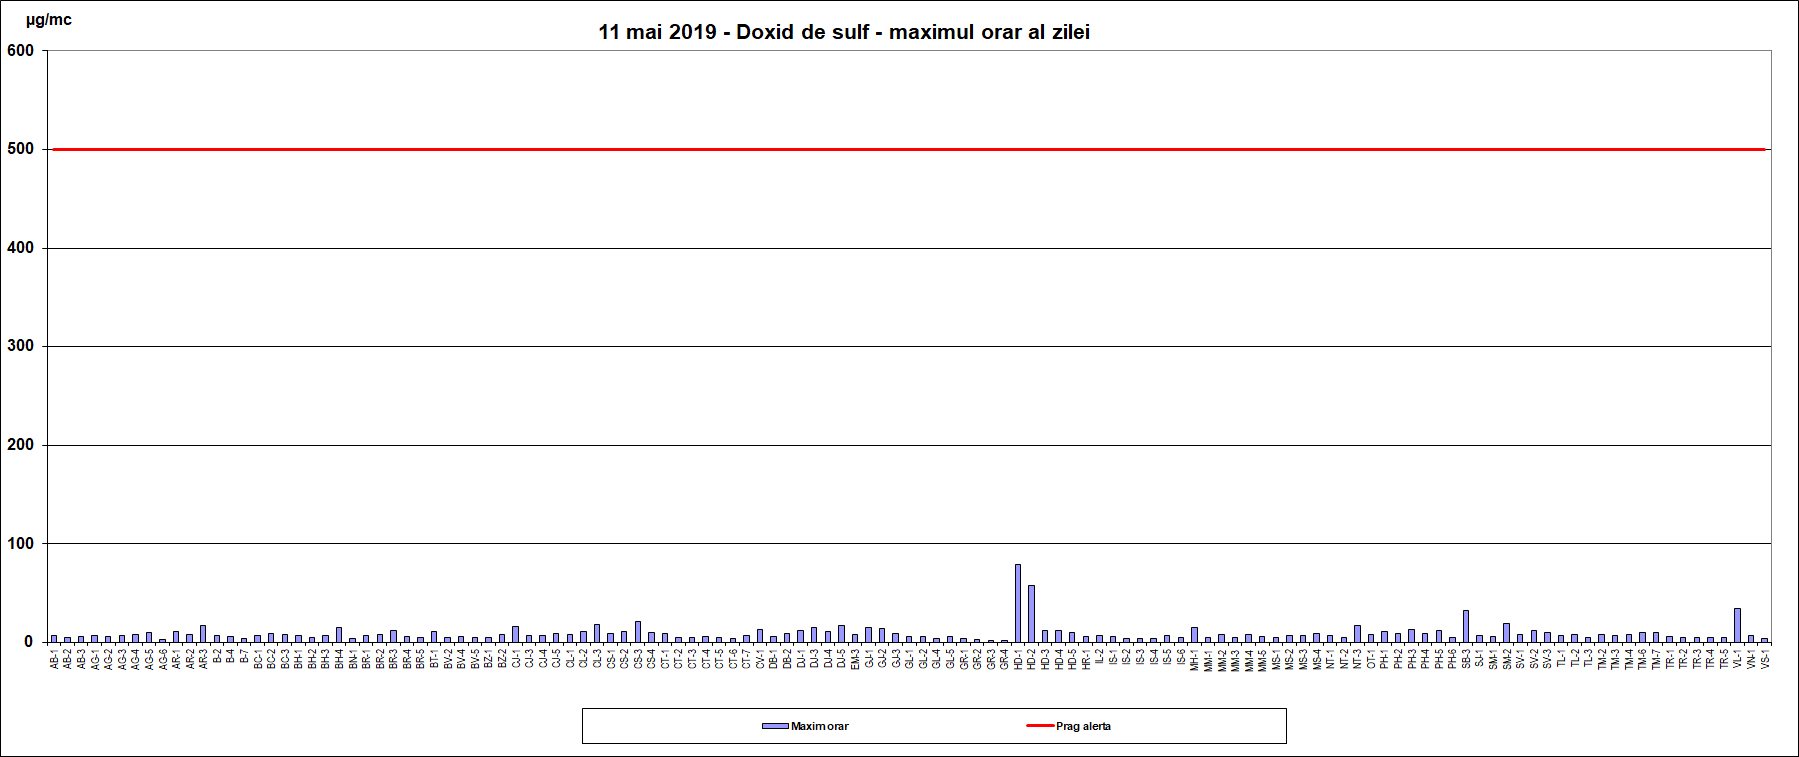 µg/mc
11 mai 2019 - Doxid de sulf - maximul orar al zilei
600
500
400
300
200
100
0
AB-1 AB-2 AB-3 AG-1 AG-2 AG-3 AG-4 AG-5 AG-6 AR-1 AR-2 AR-3 B-2 B-4 B-7 BC-1 BC-2 BC-3 BH-1 BH-2 BH-3 BH-4 BN-1 BR-1 BR-2 BR-3 BR-4 BR-5 BT-1 BV-2 BV-4 BV-5 BZ-1 BZ-2 CJ-1 CJ-3 CJ-4 CJ-5 CL-1 CL-2 CL-3 CS-1 CS-2 CS-3 CS-4 CT-1 CT-2 CT-3 CT-4 CT-5 CT-6 CT-7 CV-1 DB-1 DB-2 DJ-1 DJ-3 DJ-4 DJ-5 EM-3 GJ-1 GJ-2 GJ-3 GL-1 GL-2 GL-4 GL-5 GR-1 GR-2 GR-3 GR-4 HD-1 HD-2 HD-3 HD-4 HD-5 HR-1 IL-2 IS-1 IS-2 IS-3 IS-4 IS-5 IS-6 MH-1 MM-1 MM-2 MM-3 MM-4 MM-5 MS-1 MS-2 MS-3 MS-4 NT-1 NT-2 NT-3 OT-1 PH-1 PH-2 PH-3 PH-4 PH-5 PH-6 SB-3 SJ-1 SM-1 SM-2 SV-1 SV-2 SV-3 TL-1 TL-2 TL-3 TM-2 TM-3 TM-4 TM-6 TM-7 TR-1 TR-2 TR-3 TR-4 TR-5 VL-1 VN-1 VS-1
Maxim orar Prag alerta